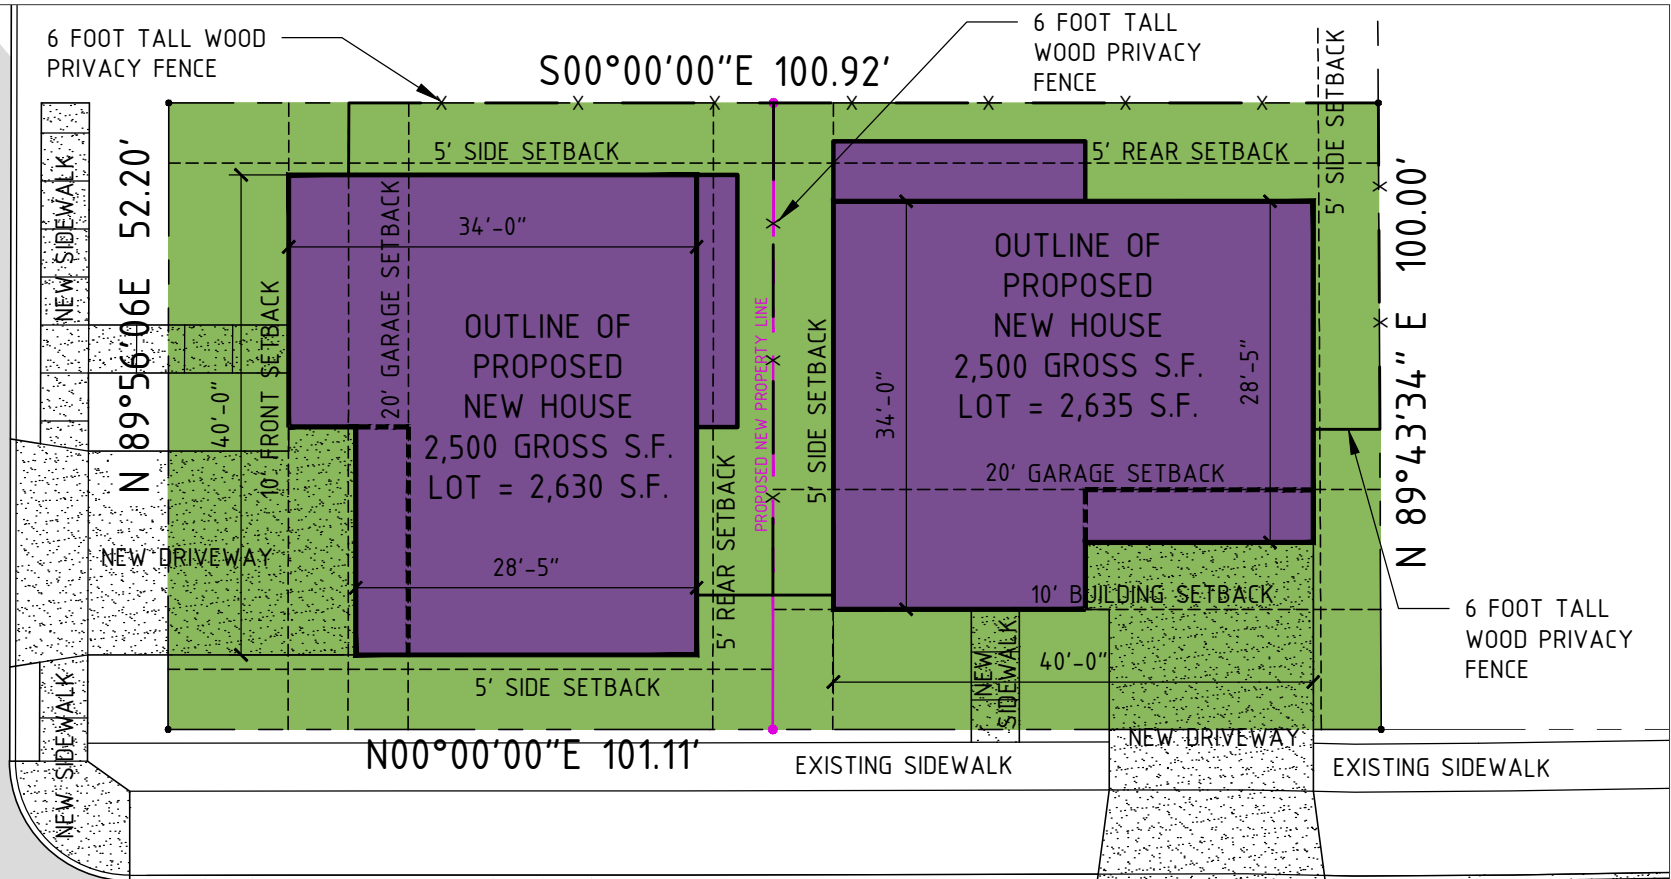 6 FOOT TALL WOOD
PRIVACY FENCE
S00°00'00"E 100.92'
6 FOOT TALL
WOOD PRIVACY
FENCE
5' SIDE SETBACK
5' REAR SETBACK
5' SIDE SETBACK
NEW SIDEWALK
N 89°56'06E 52.20'
N 89°43'34" E 100.00'
34'-0"
20' GARAGE SETBACK
40'-0"
10' FRONT SETBACK
OUTLINE OF
PROPOSED
NEW HOUSE
2,500 GROSS S.F.
LOT = 2,630 S.F.
PROPOSED NEW PROPERTY LINE
5' SIDE SETBACK
34'-0"
OUTLINE OF
PROPOSED
NEW HOUSE
2,500 GROSS S.F.
LOT = 2,635 S.F.
28'-5"
20' GARAGE SETBACK
NEW DRIVEWAY
28'-5"
5' REAR SETBACK
10' BUILDING SETBACK
6 FOOT TALL
WOOD PRIVACY
FENCE
NEW
SIDEWALK
40'-0"
5' SIDE SETBACK
NEW SIDEWALK
N00°00'00"E 101.11'
NEW DRIVEWAY
EXISTING SIDEWALK
EXISTING SIDEWALK